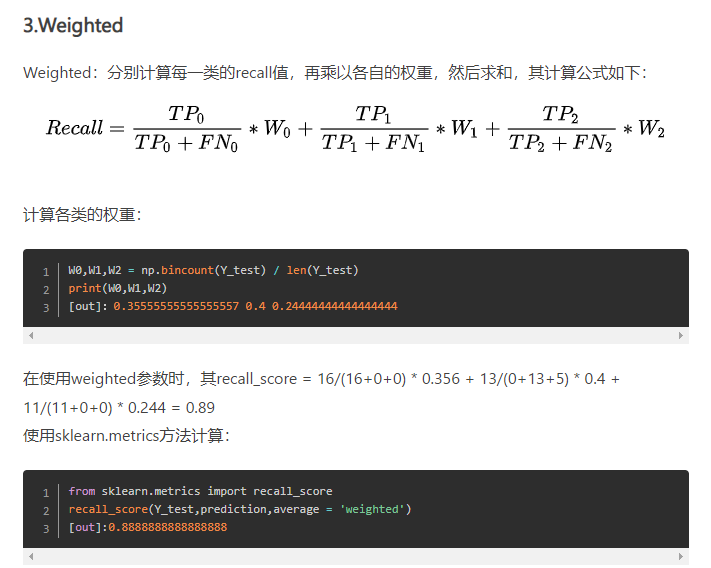 3.Weighted
Weighted：分别计算每一类的recall值，再乘以各自的权重，然后求和，其计算公式如下：
Recall = \frac{TP_0}{TP_0 + FN_0} * W_0 + \frac{TP_1}{TP_1 + FN_1} * W_1 + \frac{TP_2}{TP_2 + FN_2} * W_2
计算各类的权重：
1 W0,W1,W2 = np.bincount(Y_test) / len(Y_test)
2 print(W0,W1,W2)
3 [out]: 0.35555555555555557 0.4 0.24444444444444444
在使用weighted参数时，其recall_score = 16/(16+0+0) * 0.356 + 13/(0+13+5) * 0.4 +
11/(11+0+0) * 0.244 = 0.89
使用sklearn.metrics方法计算：
1 from sklearn.metrics import recall_score
2 recall_score(Y_test,prediction,average = 'weighted')
3 [out]:0.8888888888888888